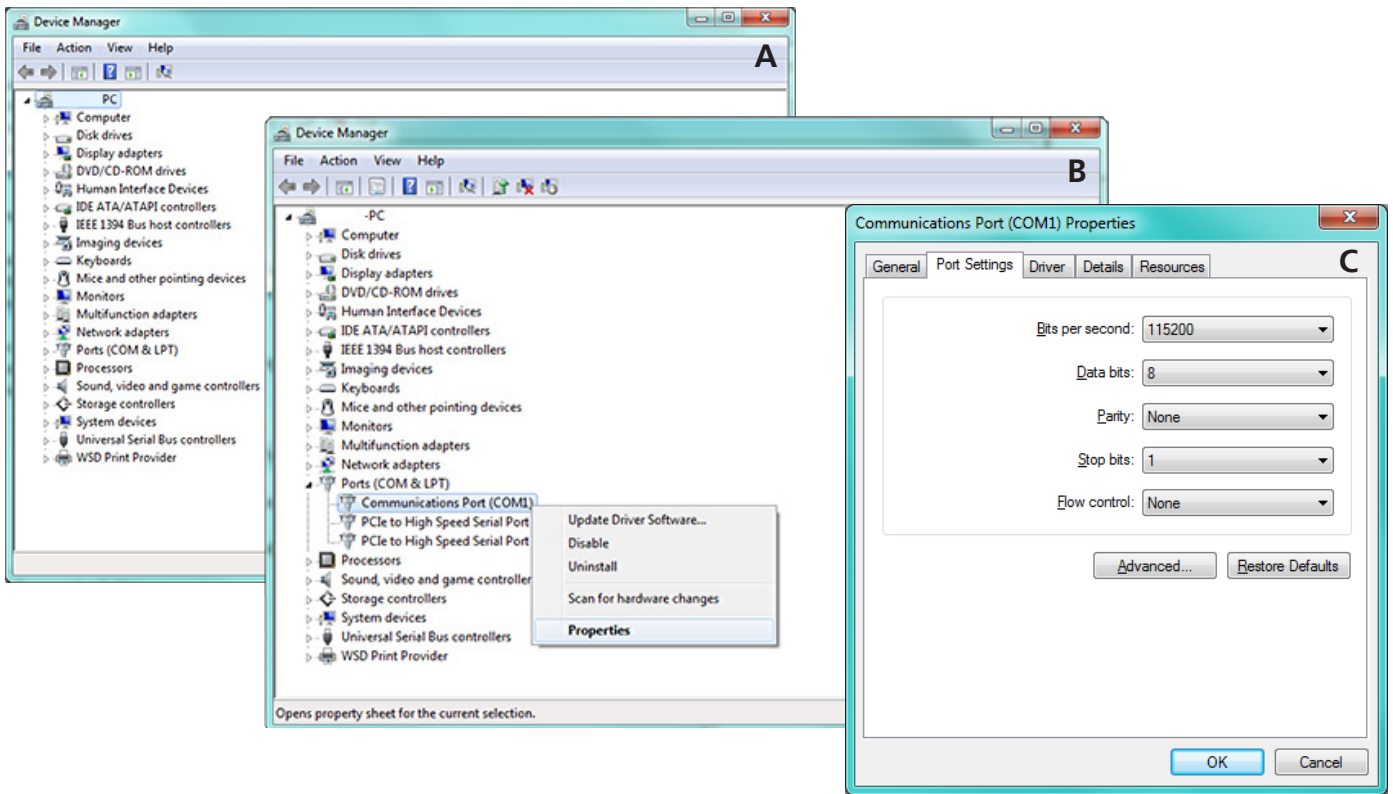 Device Manager
File Action View Help
A
PC
Computer
Disk drives
Display adapters
DVD/CD-ROM drives
Human Interface Devices
IDE ATA/ATAPI controllers
IEEE 1394 Bus host controllers
Imaging devices
Keyboards
Mice and other pointing devices
Monitors
Multifunction adapters
Network adapters
Ports (COM & LPT)
Processors
Sound, video and game controllers
Storage controllers
System devices
Universal Serial Bus controllers
WSD Print Provider
Device Manager
File Action View Help
B
-PC
Computer
Disk drives
Display adapters
DVD/CD-ROM drives
Human Interface Devices
IDE ATA/ATAPI controllers
IEEE 1394 Bus host controllers
Imaging devices
Keyboards
Mice and other pointing devices
Monitors
Multifunction adapters
Network adapters
Ports (COM & LPT)
Communications Port (COM1)
PCIe to High Speed Serial Port
PCIe to High Speed Serial Port
Processors
Sound, video and game controller
Storage controllers
System devices
Universal Serial Bus controllers
WSD Print Provider
Update Driver Software...
Disable
Uninstall
Scan for hardware changes
Properties
Opens property sheet for the current selection.
Communications Port (COM1) Properties
General Port Settings Driver Details Resources
C
Bits per second: 115200
Data bits: 8
Parity: None
Stop bits: 1
Flow control: None
Advanced... Restore Defaults
OK Cancel